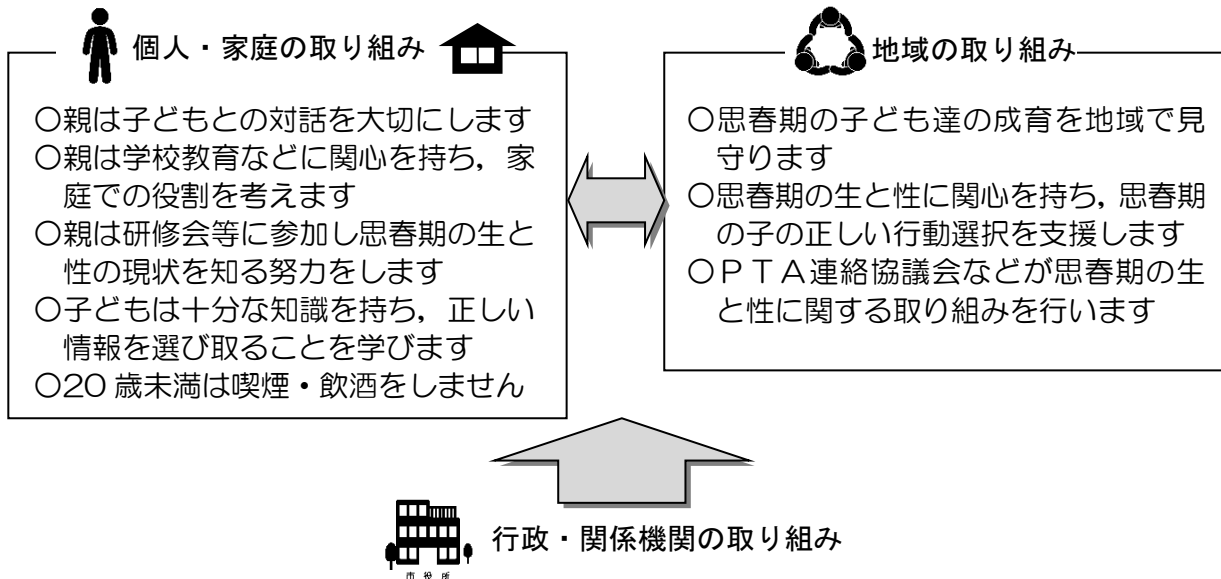 個人・家庭の取り組み
○親は子どもとの対話を大切にします
○親は学校教育などに関心を持ち，家
庭での役割を考えます
○親は研修会等に参加し思春期の生と
性の現状を知る努力をします
○子どもは十分な知識を持ち，正しい
情報を選び取ることを学びます
○20 歳未満は喫煙・飲酒をしません
地域の取り組み
○思春期の子ども達の成育を地域で見
守ります
○思春期の生と性に関心を持ち，思春期
の子の正しい行動選択を支援します
○ＰＴＡ連絡協議会などが思春期の生
と性に関する取り組みを行います
行政・関係機関の取り組み
市役所